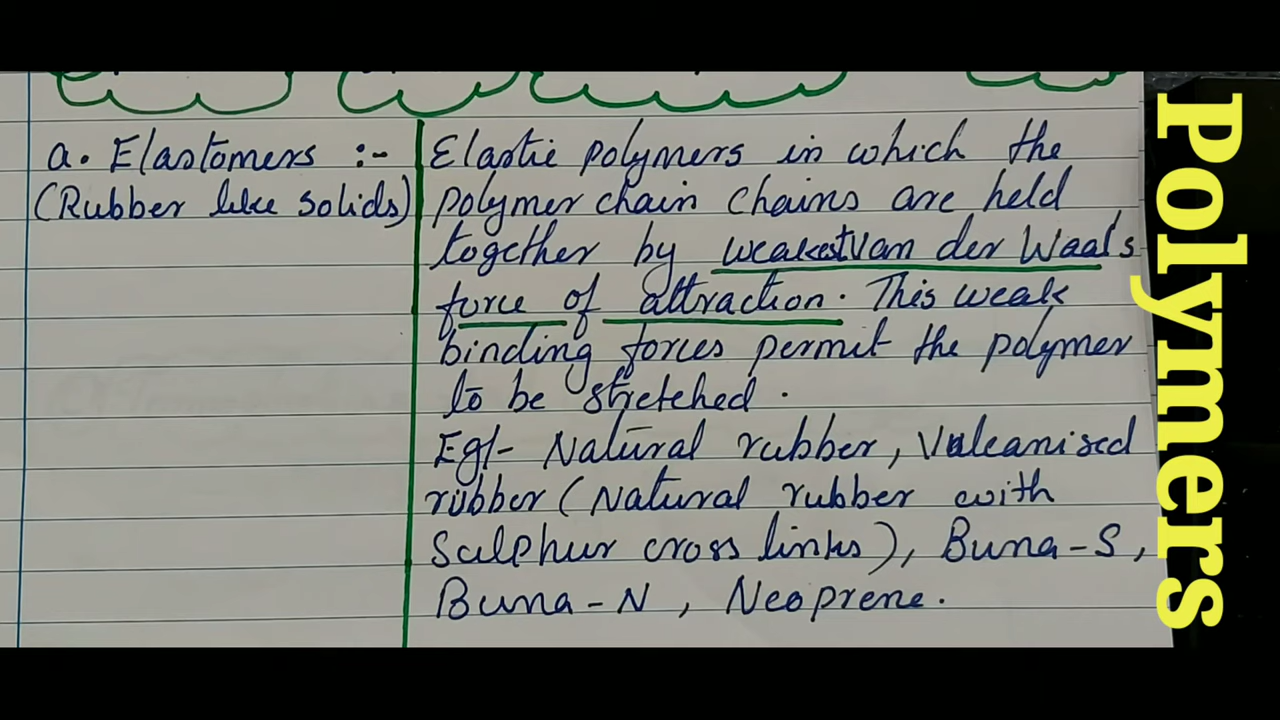 a. Elastomers :-
(Rubber like solids)
Elastic polymers in which the
polymer chain chains are held
together by weakest Van der Waal's
force of attraction. This weak
binding forces permit the polymer
to be stretched.
Eg:- Natural rubber, Vulcanised
rubber (Natural rubber with
Sulphur cross links), Buna-S,
Buna-N, Neoprene.
Polymers